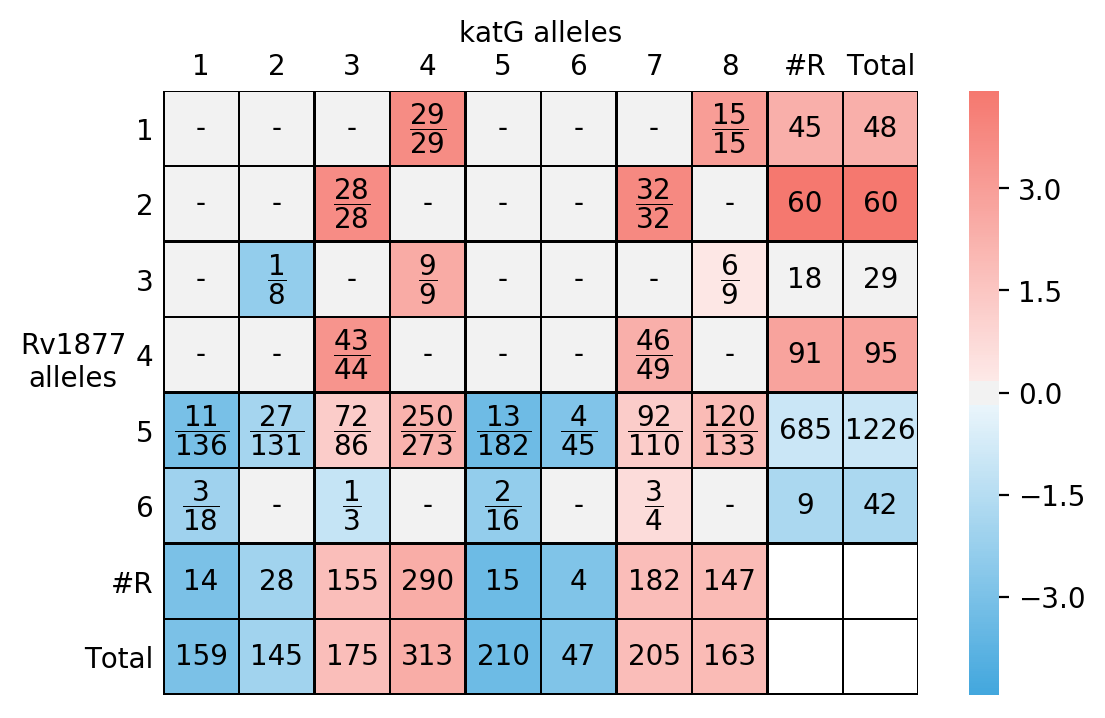 katG alleles
1 2 3 4 5 6 7 8 #R Total
1 - - - 29/29 - - - 15/15 45 48
2 - - 28/28 - - - 32/32 - 60 60
3 - 1/8 - 9/9 - - - 6/9 18 29
Rv1877 alleles
4 - - 43/44 - - - 46/49 - 91 95
5 11/136 27/131 72/86 250/273 13/182 4/45 92/110 120/133 685 1226
6 3/18 - 1/3 - 2/16 - 3/4 - 9 42
#R 14 28 155 290 15 4 182 147
Total 159 145 175 313 210 47 205 163
3.0
1.5
0.0
−1.5
−3.0